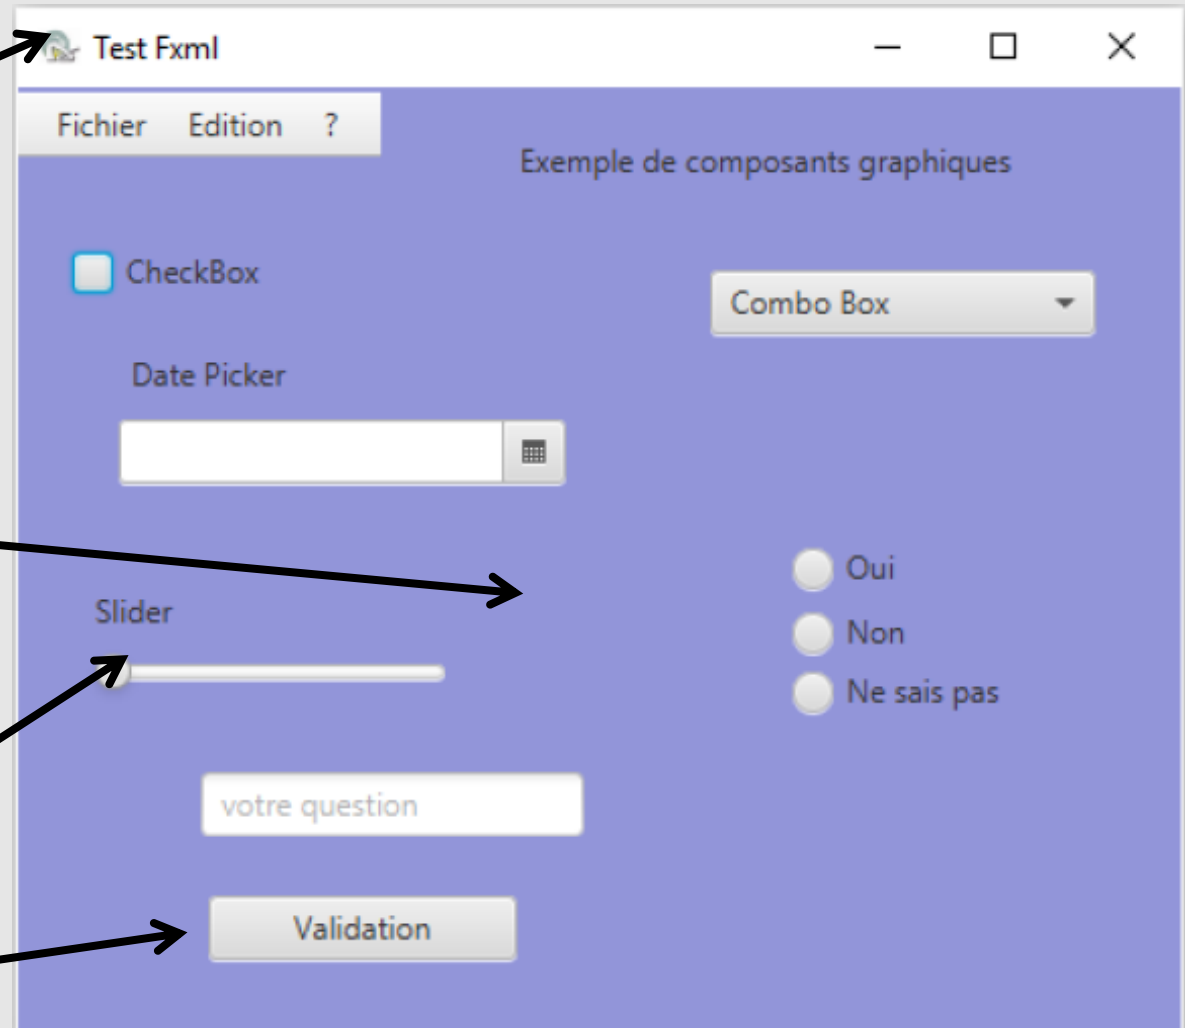 Test Fxml
Fichier Edition ?
Exemple de composants graphiques
CheckBox
Combo Box
Date Picker
Oui
Slider
Non
Ne sais pas
votre question
Validation